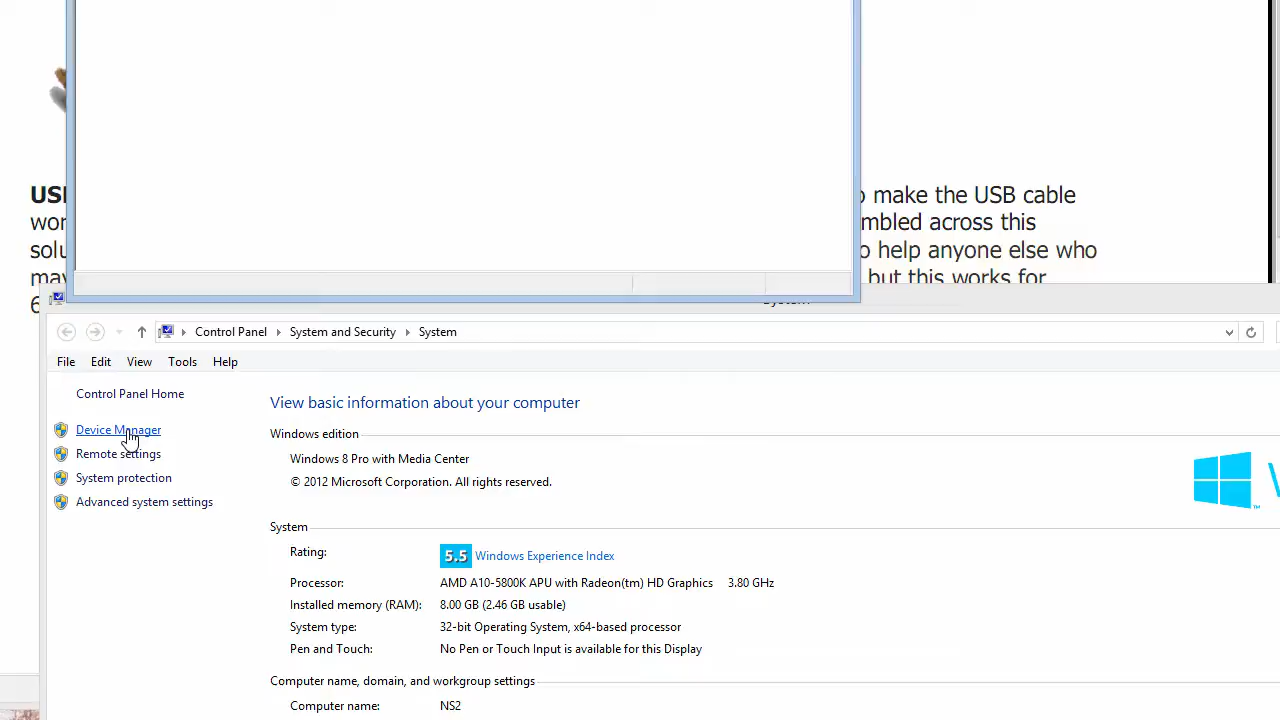 USB
make the USB cable
wor
mbled across this
solu
to help anyone else who
may
but this works for
6
System
Control Panel System and Security System
File Edit View Tools Help
Control Panel Home
Device Manager
Remote settings
System protection
Advanced system settings
View basic information about your computer
Windows edition
Windows 8 Pro with Media Center
© 2012 Microsoft Corporation. All rights reserved.
System
Rating: 5.5 Windows Experience Index
Processor: AMD A10-5800K APU with Radeon(tm) HD Graphics 3.80 GHz
Installed memory (RAM): 8.00 GB (2.46 GB usable)
System type: 32-bit Operating System, x64-based processor
Pen and Touch: No Pen or Touch Input is available for this Display
Computer name, domain, and workgroup settings
Computer name: NS2